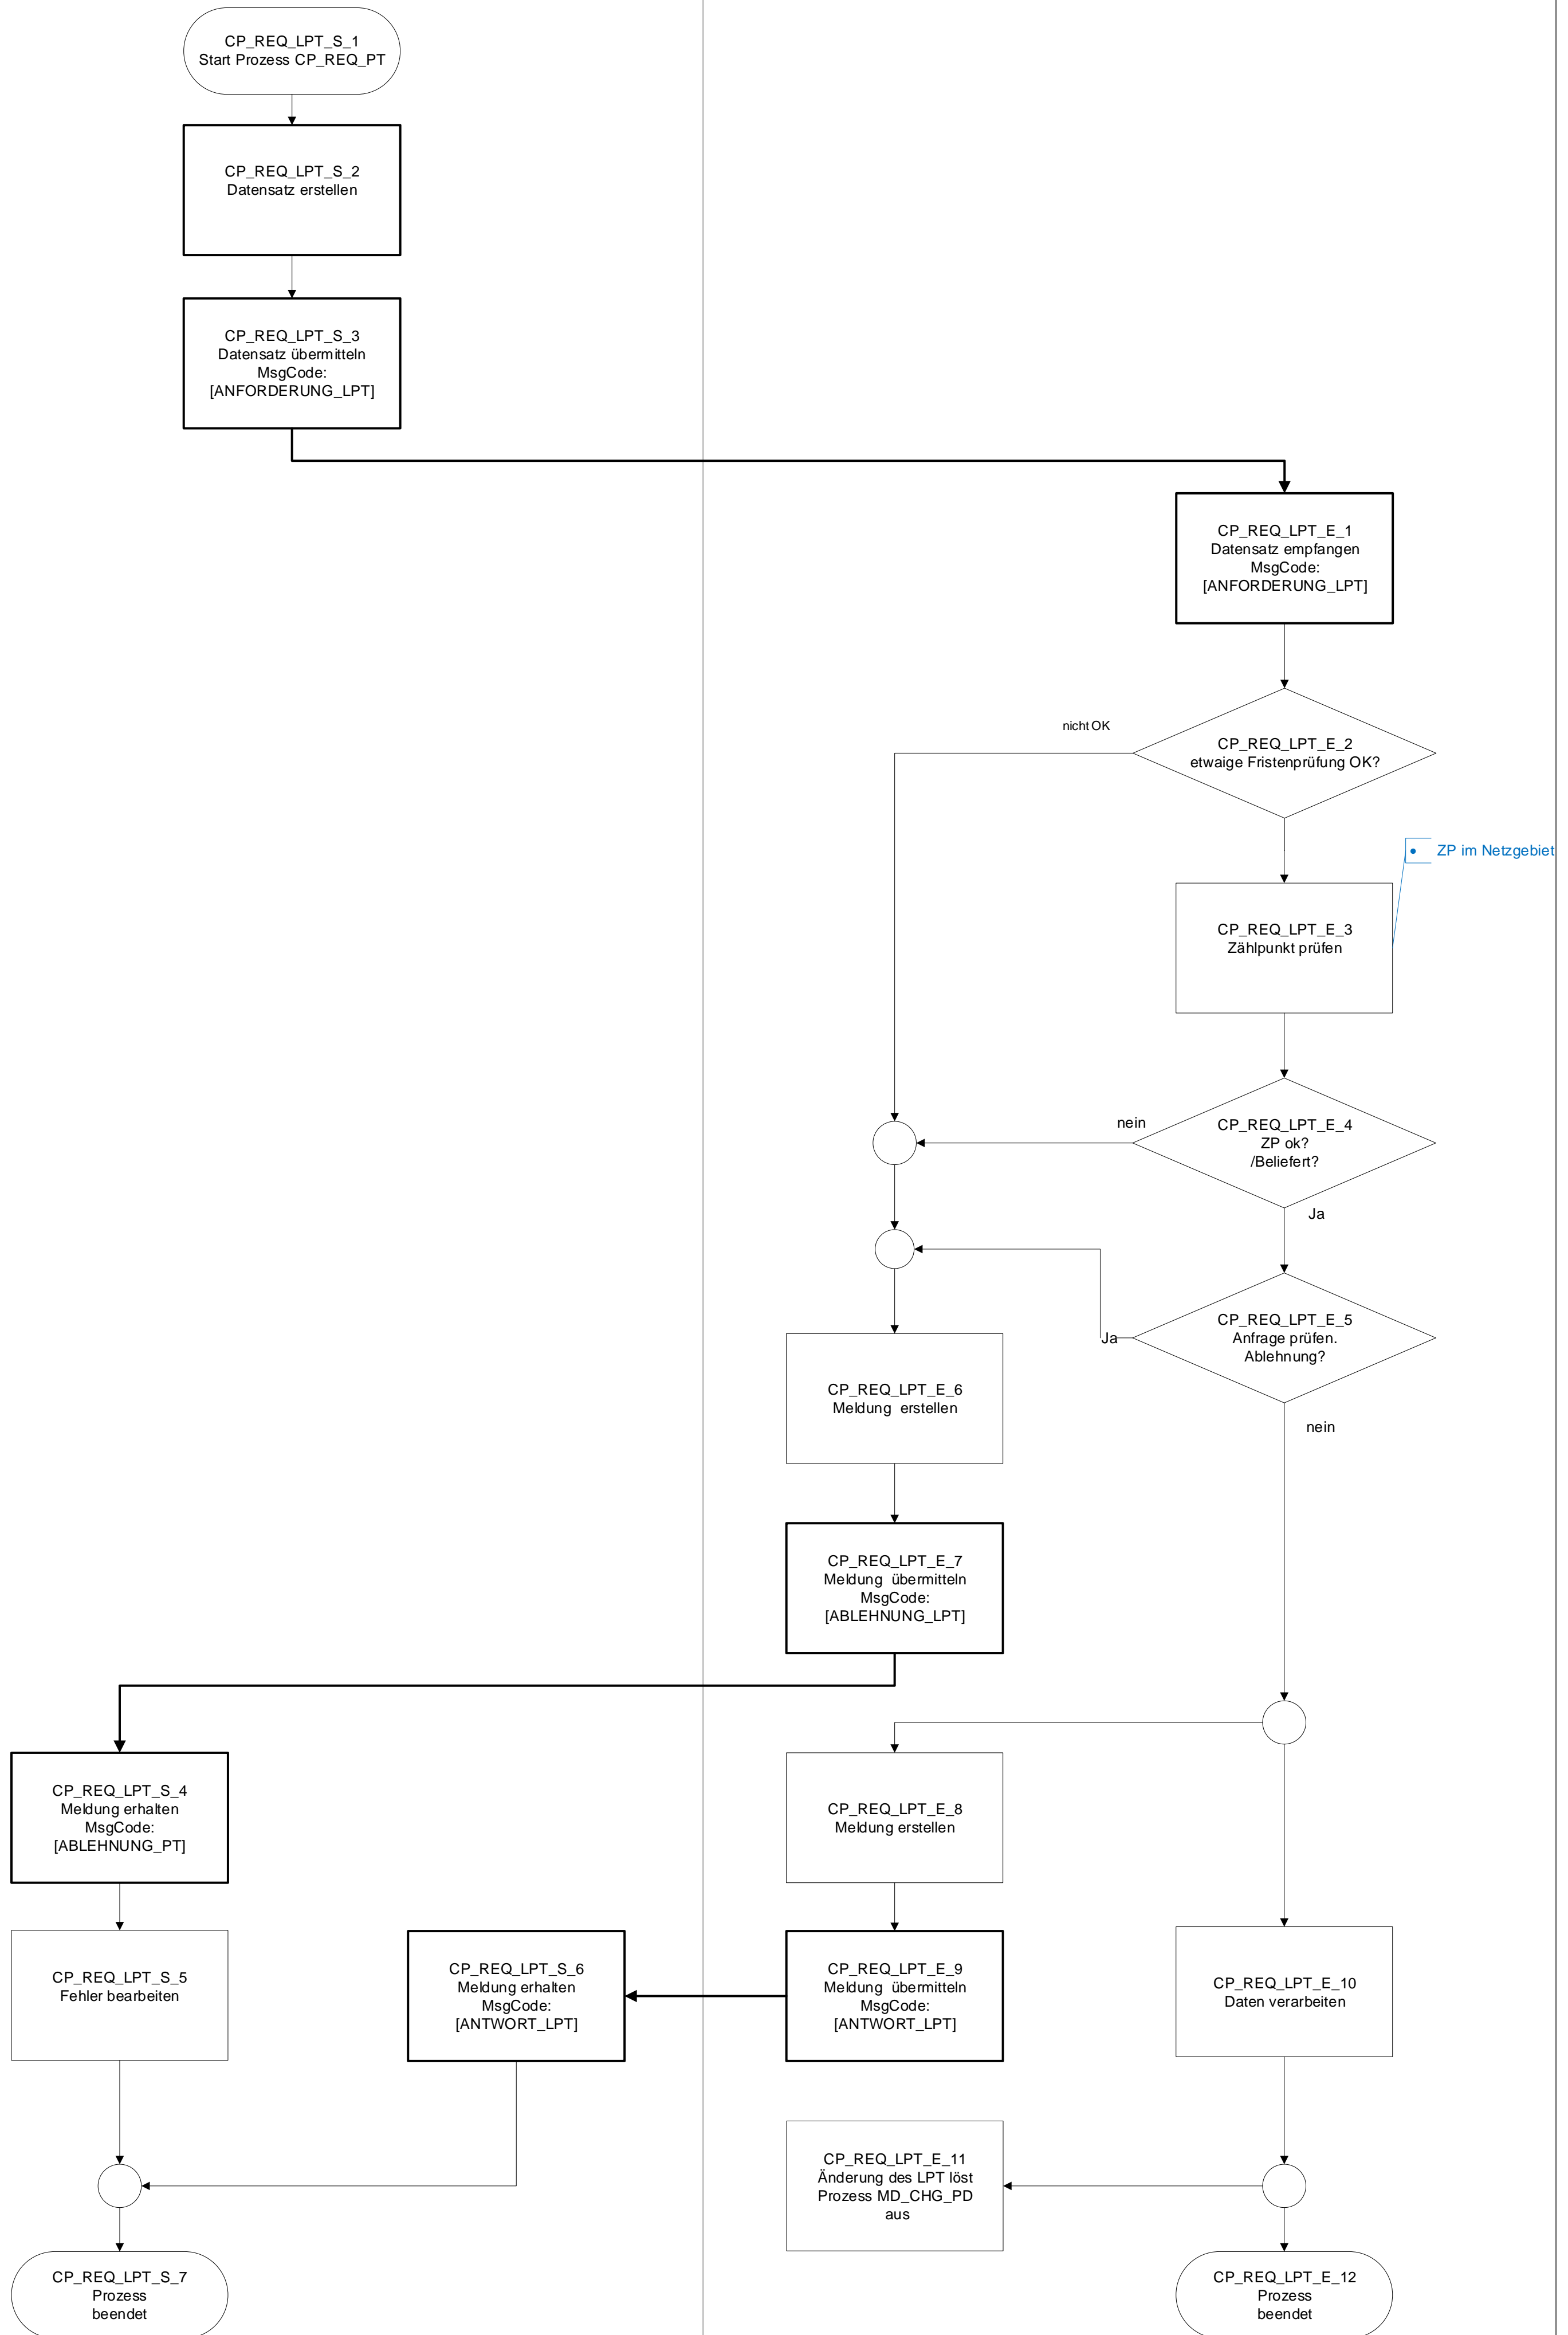 CP_REQ_LPT_S_1
Start Prozess CP_REQ_PT
CP_REQ_LPT_S_2
Datensatz erstellen
CP_REQ_LPT_S_3
Datensatz übermitteln
MsgCode:
[ANFORDERUNG_LPT]
CP_REQ_LPT_E_1
Datensatz empfangen
MsgCode:
[ANFORDERUNG_LPT]
nicht OK
CP_REQ_LPT_E_2
etwaige Fristenprüfung OK?
• ZP im Netzgebiet
CP_REQ_LPT_E_3
Zählpunkt prüfen
nein
CP_REQ_LPT_E_4
ZP ok?
/Beliefert?
Ja
CP_REQ_LPT_E_5
Anfrage prüfen.
Ablehnung?
Ja
nein
CP_REQ_LPT_E_6
Meldung  erstellen
CP_REQ_LPT_E_7
Meldung  übermitteln
MsgCode:
[ABLEHNUNG_LPT]
CP_REQ_LPT_S_4
Meldung erhalten
MsgCode:
[ABLEHNUNG_PT]
CP_REQ_LPT_E_8
Meldung erstellen
CP_REQ_LPT_S_5
Fehler bearbeiten
CP_REQ_LPT_S_6
Meldung erhalten
MsgCode:
[ANTWORT_LPT]
CP_REQ_LPT_E_9
Meldung  übermitteln
MsgCode:
[ANTWORT_LPT]
CP_REQ_LPT_E_10
Daten verarbeiten
CP_REQ_LPT_E_11
Änderung des LPT löst
Prozess MD_CHG_PD
aus
CP_REQ_LPT_S_7
Prozess
beendet
CP_REQ_LPT_E_12
Prozess
beendet